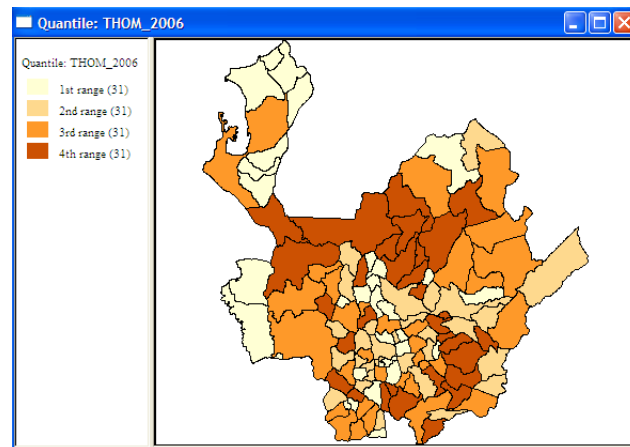 Quantile: THOM_2006
Quantile: THOM_2006
1st range (31)
2nd range (31)
3rd range (31)
4th range (31)